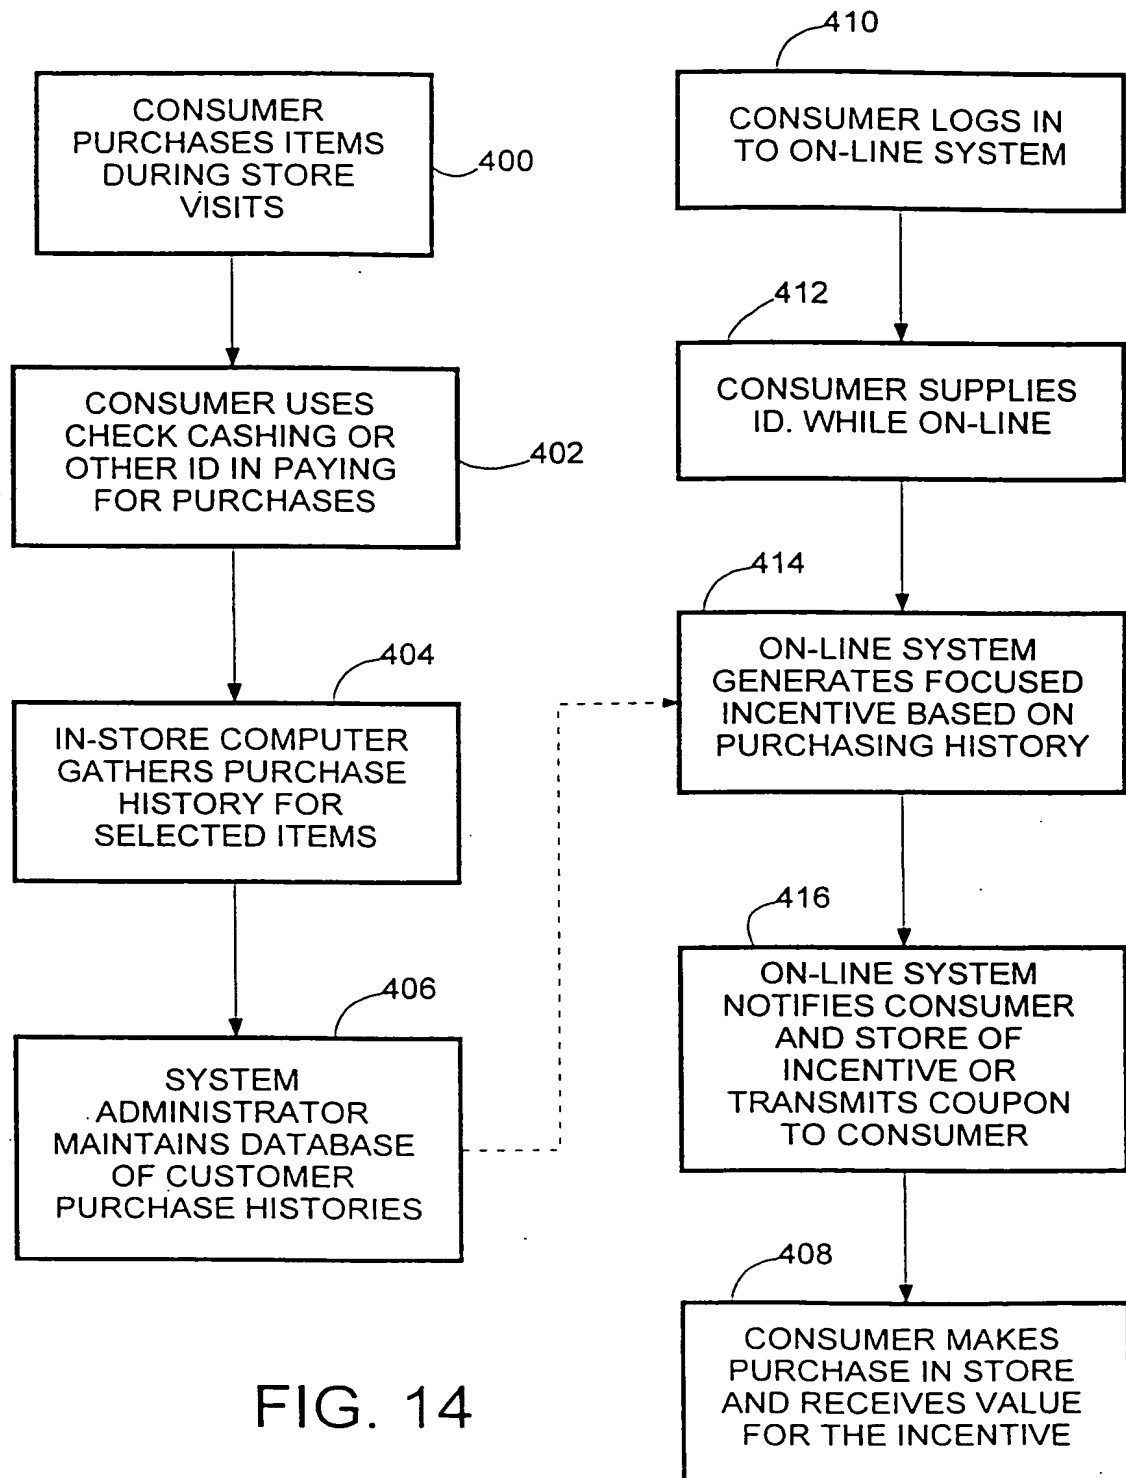 CONSUMER
PURCHASES ITEMS
DURING STORE
VISITS
400
CONSUMER USES
CHECK CASHING OR
OTHER ID IN PAYING
FOR PURCHASES
402
404
IN-STORE COMPUTER
GATHERS PURCHASE
HISTORY FOR
SELECTED ITEMS
406
SYSTEM
ADMINISTRATOR
MAINTAINS DATABASE
OF CUSTOMER
PURCHASE HISTORIES
410
CONSUMER LOGS IN
TO ON-LINE SYSTEM
412
CONSUMER SUPPLIES
ID. WHILE ON-LINE
414
ON-LINE SYSTEM
GENERATES FOCUSED
INCENTIVE BASED ON
PURCHASING HISTORY
416
ON-LINE SYSTEM
NOTIFIES CONSUMER
AND STORE OF
INCENTIVE OR
TRANSMITS COUPON
TO CONSUMER
408
CONSUMER MAKES
PURCHASE IN STORE
AND RECEIVES VALUE
FOR THE INCENTIVE
FIG. 14